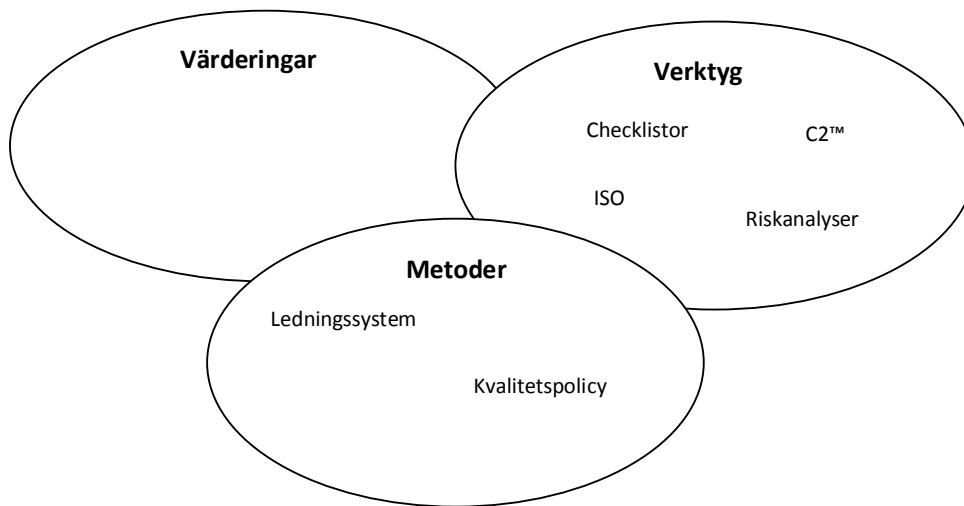 Värderingar
Verktyg
Checklistor
C2™
ISO
Riskanalyser
Metoder
Ledningssystem
Kvalitetspolicy